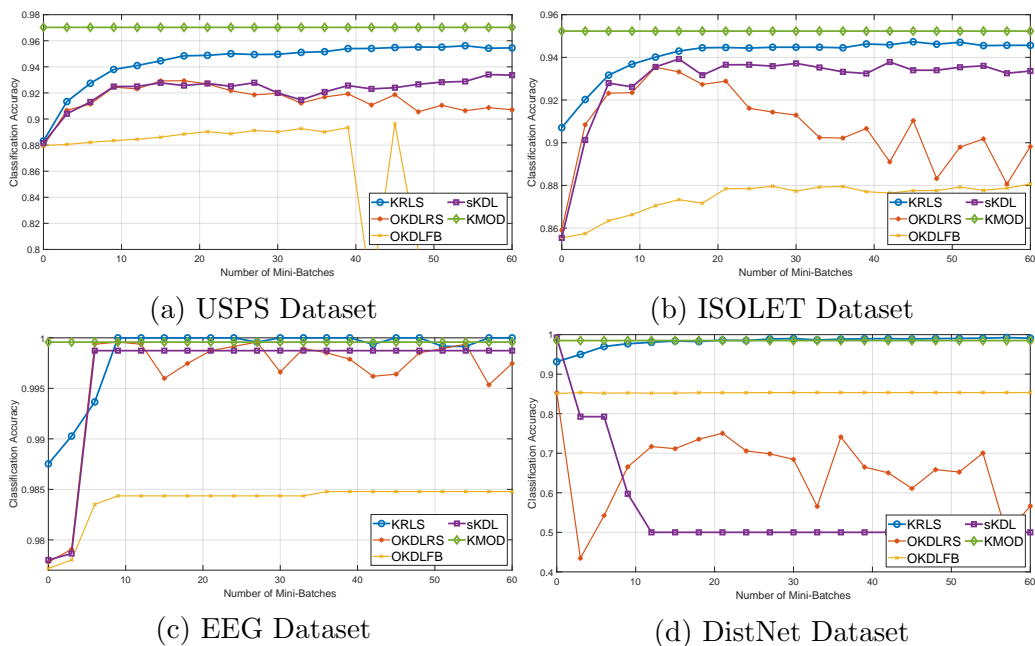 0.98
0.96
0.94
0.92
0.9
0.88
0.86
0.84
0.82
0.8
Classification Accuracy
0 10 20 30 40 50 60
Number of Mini-Batches
KRLS sKDL
OKDLRS KMOD
OKDLFB
(a) USPS Dataset
0.96
0.94
0.92
0.9
0.88
0.86
Classification Accuracy
0 10 20 30 40 50 60
Number of Mini-Batches
KRLS sKDL
OKDLRS KMOD
OKDLFB
(b) ISOLET Dataset
1
0.995
0.99
0.985
0.98
Classification Accuracy
0 10 20 30 40 50 60
Number of Mini-Batches
KRLS sKDL
OKDLRS KMOD
OKDLFB
(c) EEG Dataset
1
0.9
0.8
0.7
0.6
0.5
0.4
Classification Accuracy
0 10 20 30 40 50 60
Number of Mini-Batches
KRLS sKDL
OKDLRS KMOD
OKDLFB
(d) DistNet Dataset